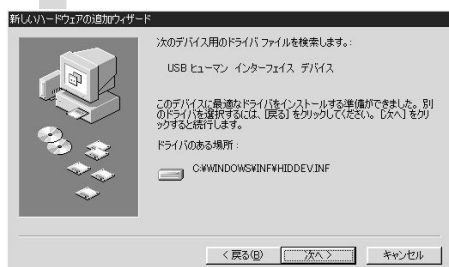 新しいハードウェアの追加ウィザード
次のデバイス用のドライバ ファイルを検索します。:
USB ヒューマン インターフェイス デバイス
このデバイスに最適なドライバをインストールする準備ができました。別
のドライバを選択するには、[戻る] をクリックしてください。[次へ] をクリ
ックすると続行します。
ドライバのある場所:
C:¥WINDOWS¥INF¥HIDDEV.INF
< 戻る(B)
次へ >
キャンセル